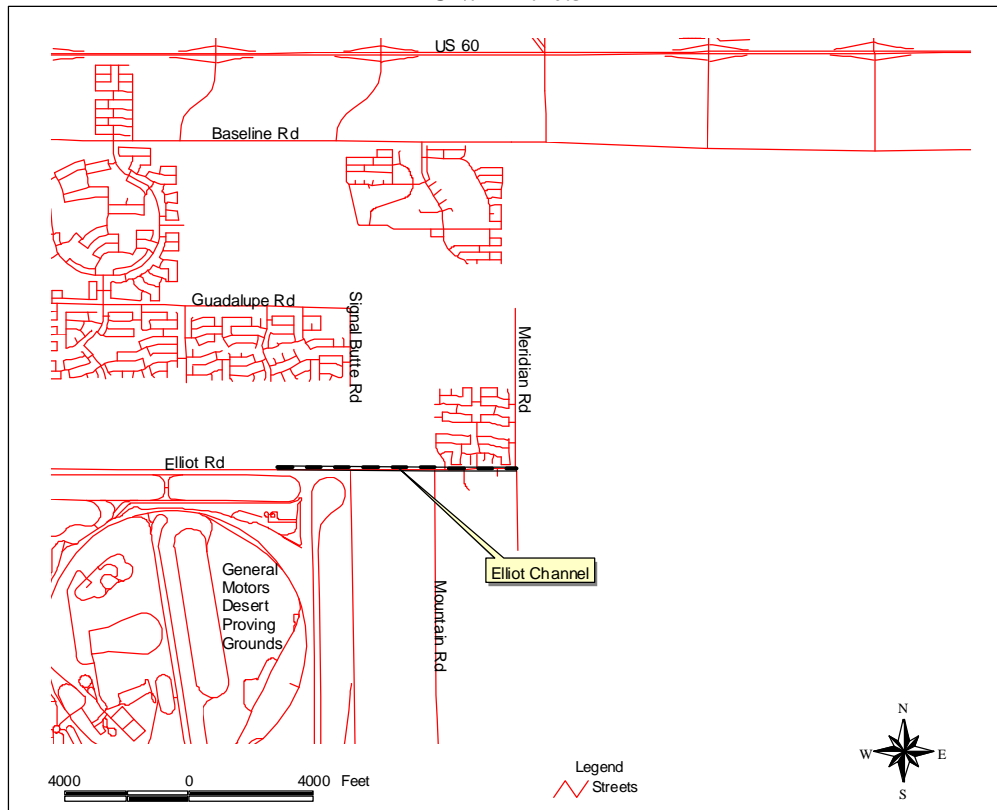 US 60
Baseline Rd
Guadalupe Rd
Signal Butte Rd
Meridian Rd
Elliot Rd
Elliot Channel
General
Motors
Desert
Proving
Grounds
Mountain Rd
N
W
E
S
4000 0 4000 Feet
Legend
Streets